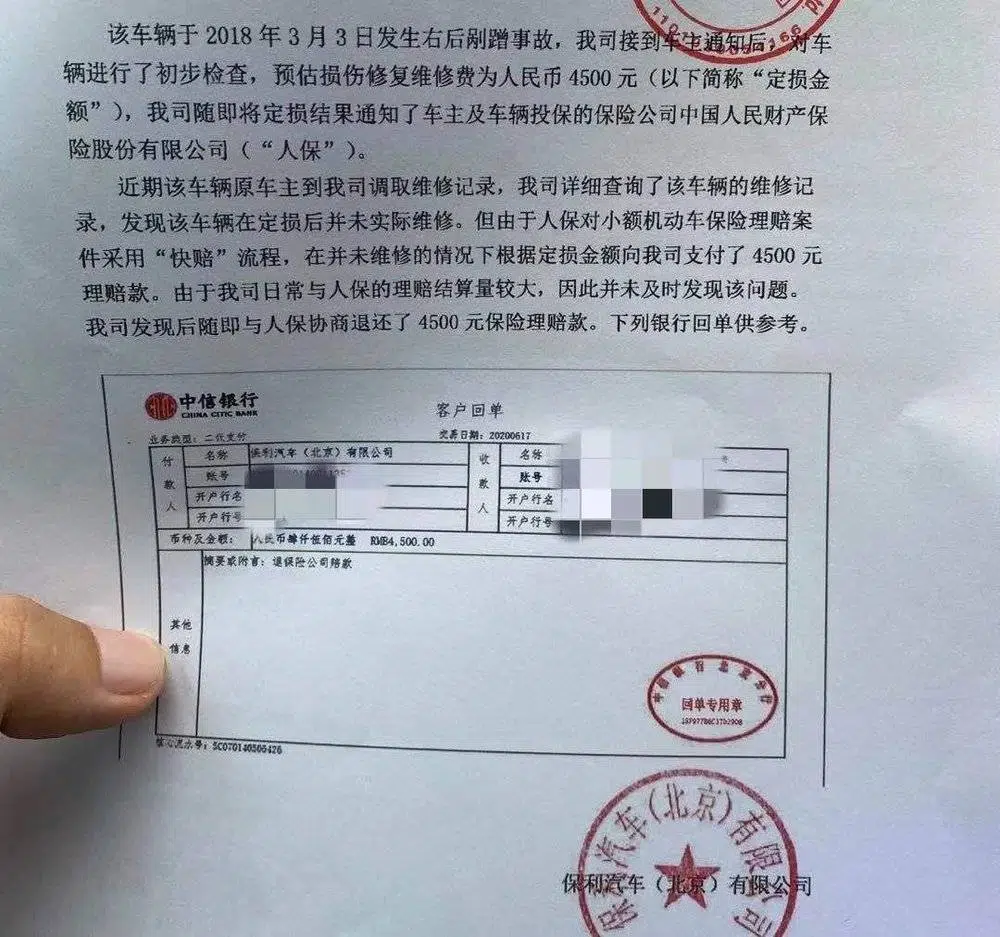 该车辆于 2018 年 3 月 3 日发生右后剐蹭事故，我司接到车主通知后，对车
辆进行了初步检查，预估损伤修复维修费为人民币 4500 元（以下简称“定损金
额”），我司随即将定损结果通知了车主及车辆投保的保险公司中国人民财产保
险股份有限公司（“人保”）。
近期该车辆原车主到我司调取维修记录，我司详细查询了该车辆的维修记
录，发现该车辆在定损后并未实际维修。但由于人保对小额机动车保险理赔案
件采用“快赔”流程，在并未维修的情况下根据定损金额向我司支付了 4500 元
理赔款。由于我司日常与人保的理赔结算量较大，因此并未及时发现该问题。
我司发现后随即与人保协商退还了 4500 元保险理赔款。下列银行回单供参考。
中信银行
CHINA CITIC BANK
客户回单
业务类型：二代支付
交易日期：20200617
付款人
名称 保利汽车（北京）有限公司
账号
开户行名
开户行号
收款人
名称
账号
开户行名
开户行号
币种及金额： 人民币肆仟伍佰元整 RMB4,500.00
摘要或附言：退保险公司赔款
其他
信息
中信银行北京分行
回单专用章
核心流水号：SC070140506426
保利汽车（北京）有限公司
保利汽车（北京）有限公司